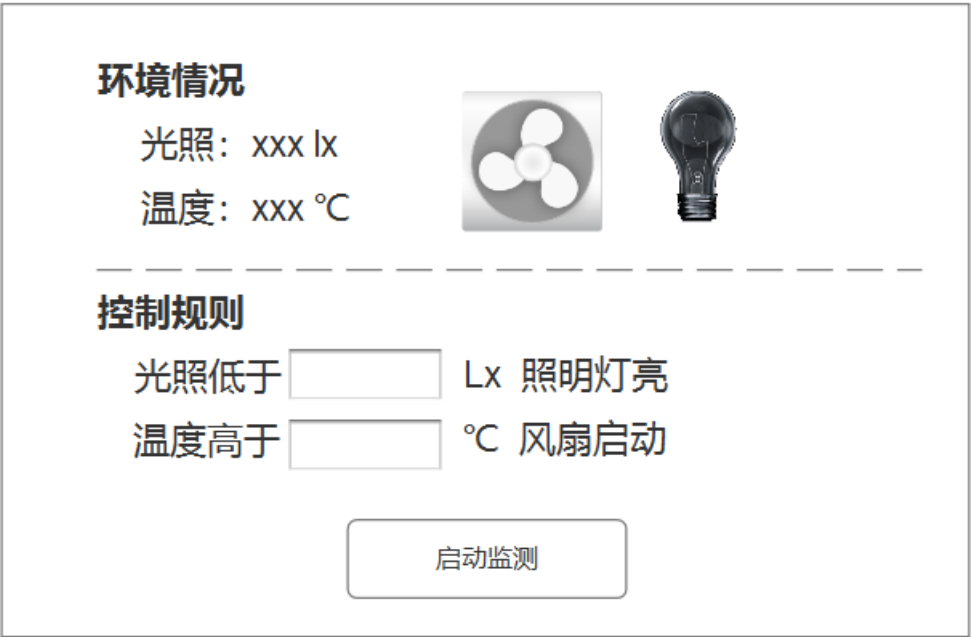 环境情况
光照：xxx lx
温度：xxx ℃
控制规则
光照低于 Lx 照明灯亮
温度高于 ℃ 风扇启动
启动监测